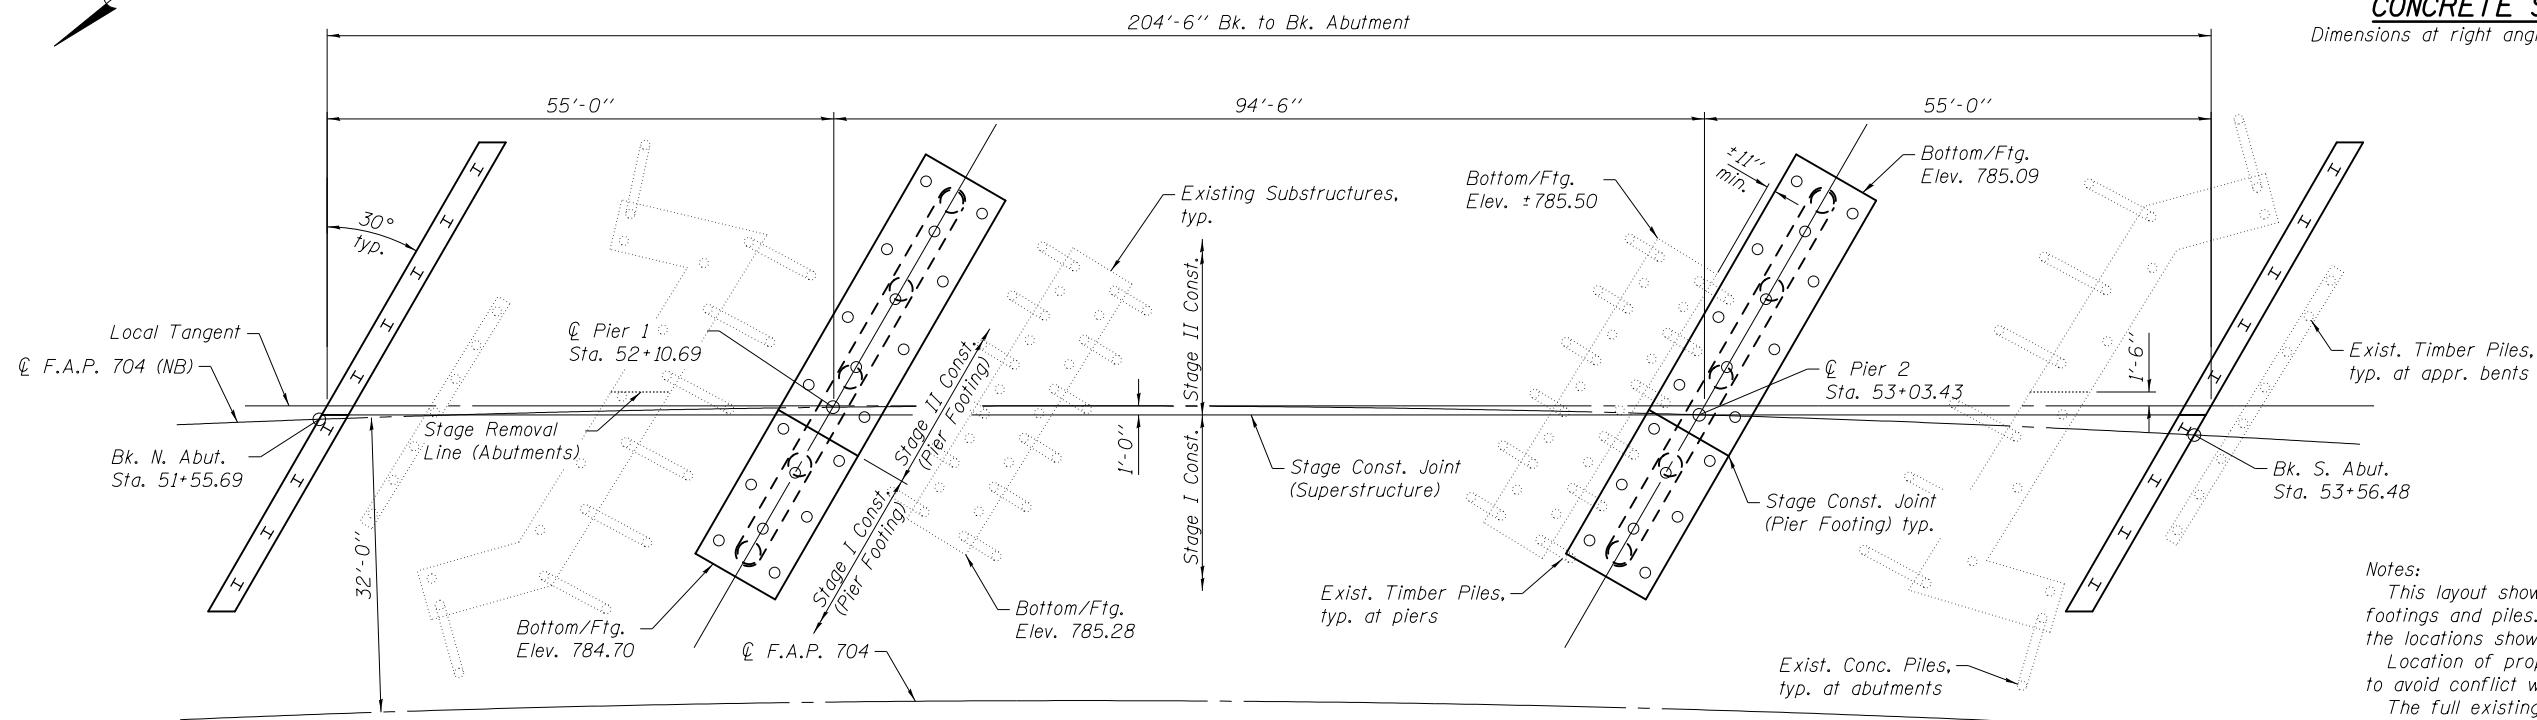 CONCRETE S
Dimensions at right angl
204'-6" Bk. to Bk. Abutment
55'-0"
94'-6"
55'-0"
30°
typ.
Existing Substructures,
typ.
Bottom/Ftg.
Elev. ±785.50
±11"
min.
Bottom/Ftg.
Elev. 785.09
Local Tangent
℄ F.A.P. 704 (NB)
℄ Pier 1
Sta. 52+10.69
Stage II Const.
(Pier Footing)
Stage II Const.
℄ Pier 2
Sta. 53+03.43
1'-6"
Exist. Timber Piles,
typ. at appr. bents
Bk. N. Abut.
Sta. 51+55.69
Stage Removal
Line (Abutments)
1'-0"
Stage I Const.
Stage Const. Joint
(Superstructure)
Stage Const. Joint
(Pier Footing) typ.
Bk. S. Abut.
Sta. 53+56.48
32'-0"
Stage I Const.
(Pier Footing)
Bottom/Ftg.
Elev. 784.70
Bottom/Ftg.
Elev. 785.28
℄ F.A.P. 704
Exist. Timber Piles,
typ. at piers
Exist. Conc. Piles,
typ. at abutments
Notes:
This layout show
footings and piles.
the locations show
Location of prop
to avoid conflict w
The full existing